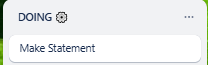 DOING ⚙️ ...
Make Statement